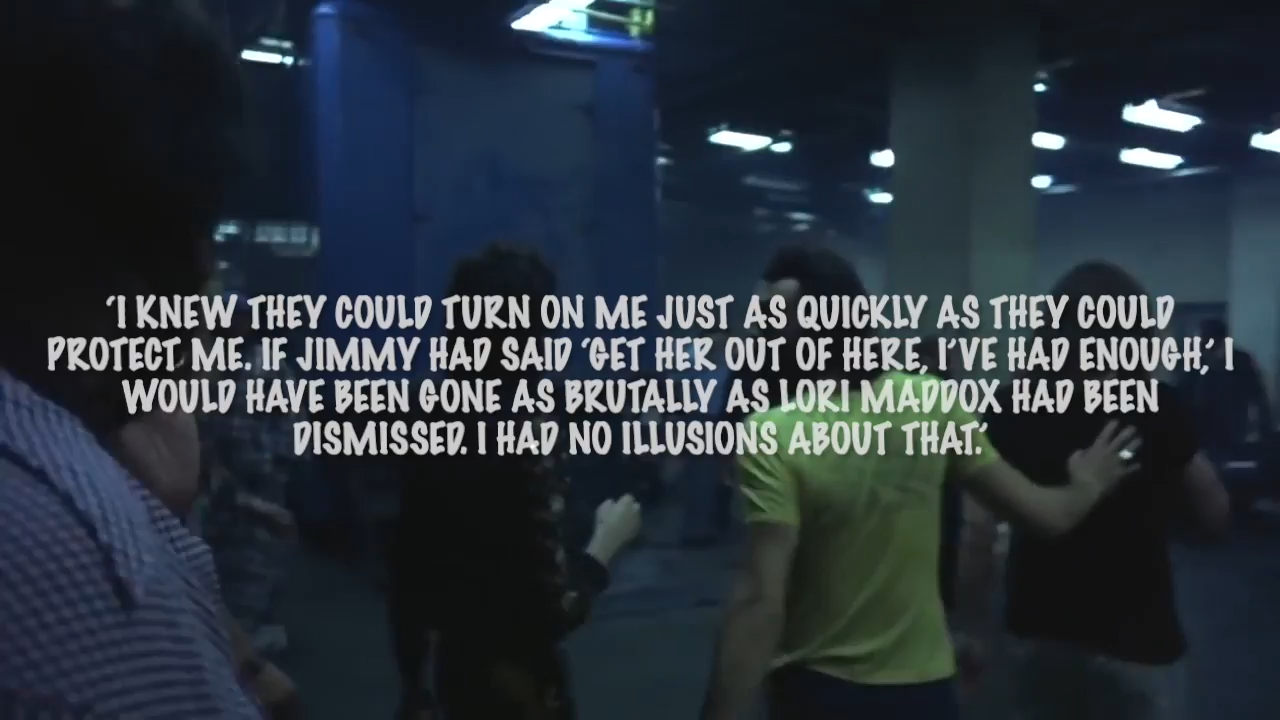 ‘I KNEW THEY COULD TURN ON ME JUST AS QUICKLY AS THEY COULD
PROTECT ME. IF JIMMY HAD SAID ‘GET HER OUT OF HERE, I’VE HAD ENOUGH,’ I
WOULD HAVE BEEN GONE AS BRUTALLY AS LORI MADDOX HAD BEEN
DISMISSED. I HAD NO ILLUSIONS ABOUT THAT.’